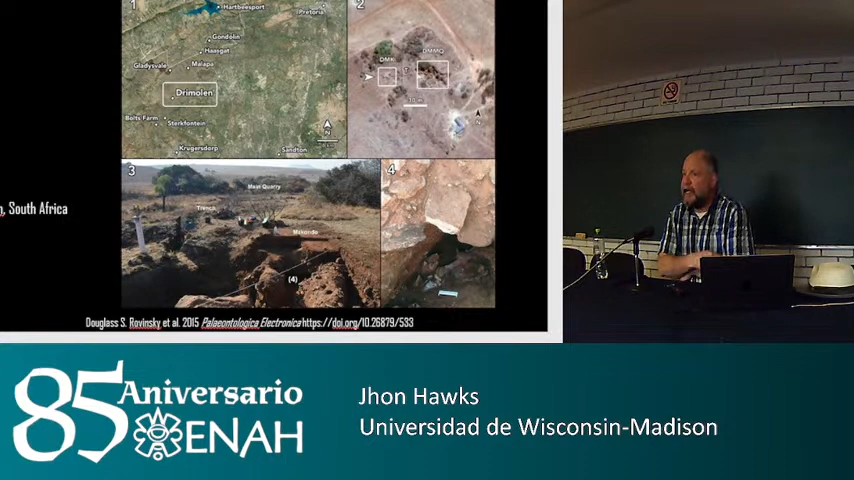 1
Hartbeesport
Pretoria
Gondolin
Haasgat
Gladysvale
Malapa
Drimolen
Bolts Farm
Sterkfontein
Krugersdorp
Sandton
N
2
DMK
DMMQ
10 m
N
3
Main Quarry
Trench
Makondo
(4)
4
, South Africa
Douglass S. Rovinsky et al. 2015 Palaeontologica Electronica https://doi.org/10.26879/533
85 Aniversario
ENAH
Jhon Hawks
Universidad de Wisconsin-Madison